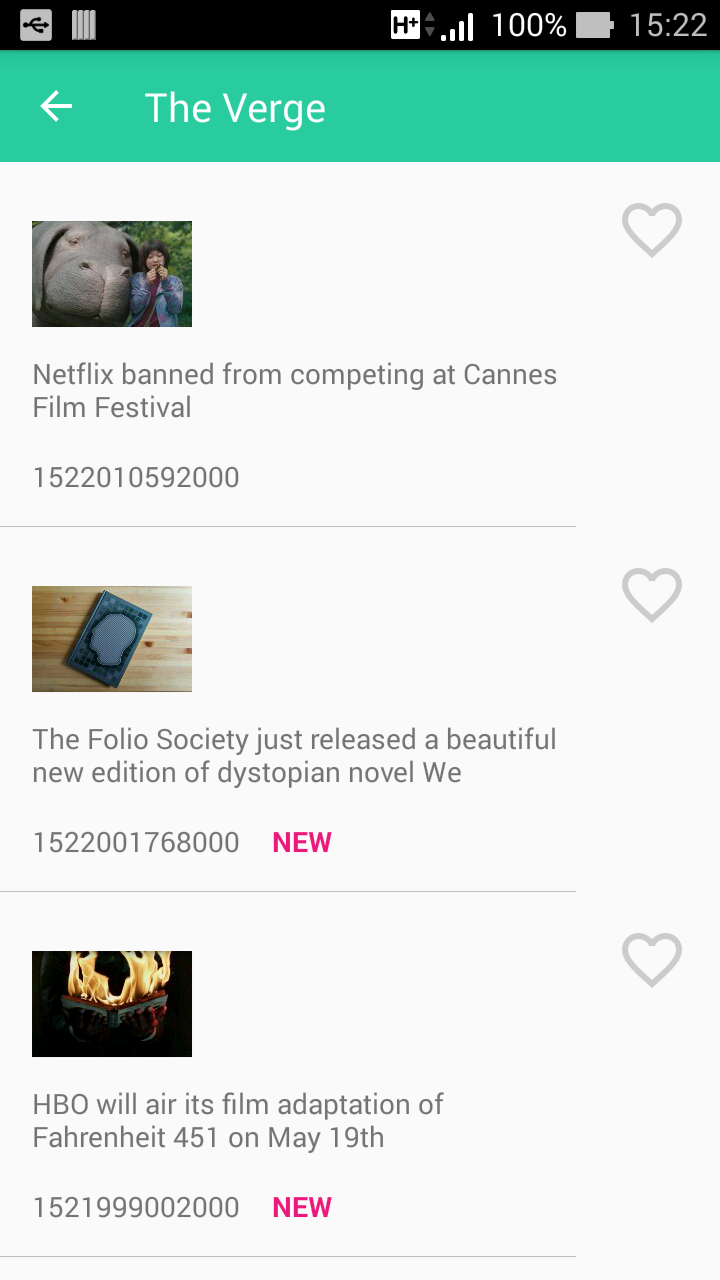 H+ 100% 15:22
The Verge
Netflix banned from competing at Cannes
Film Festival
1522010592000
The Folio Society just released a beautiful
new edition of dystopian novel We
1522001768000 NEW
HBO will air its film adaptation of
Fahrenheit 451 on May 19th
1521999002000 NEW